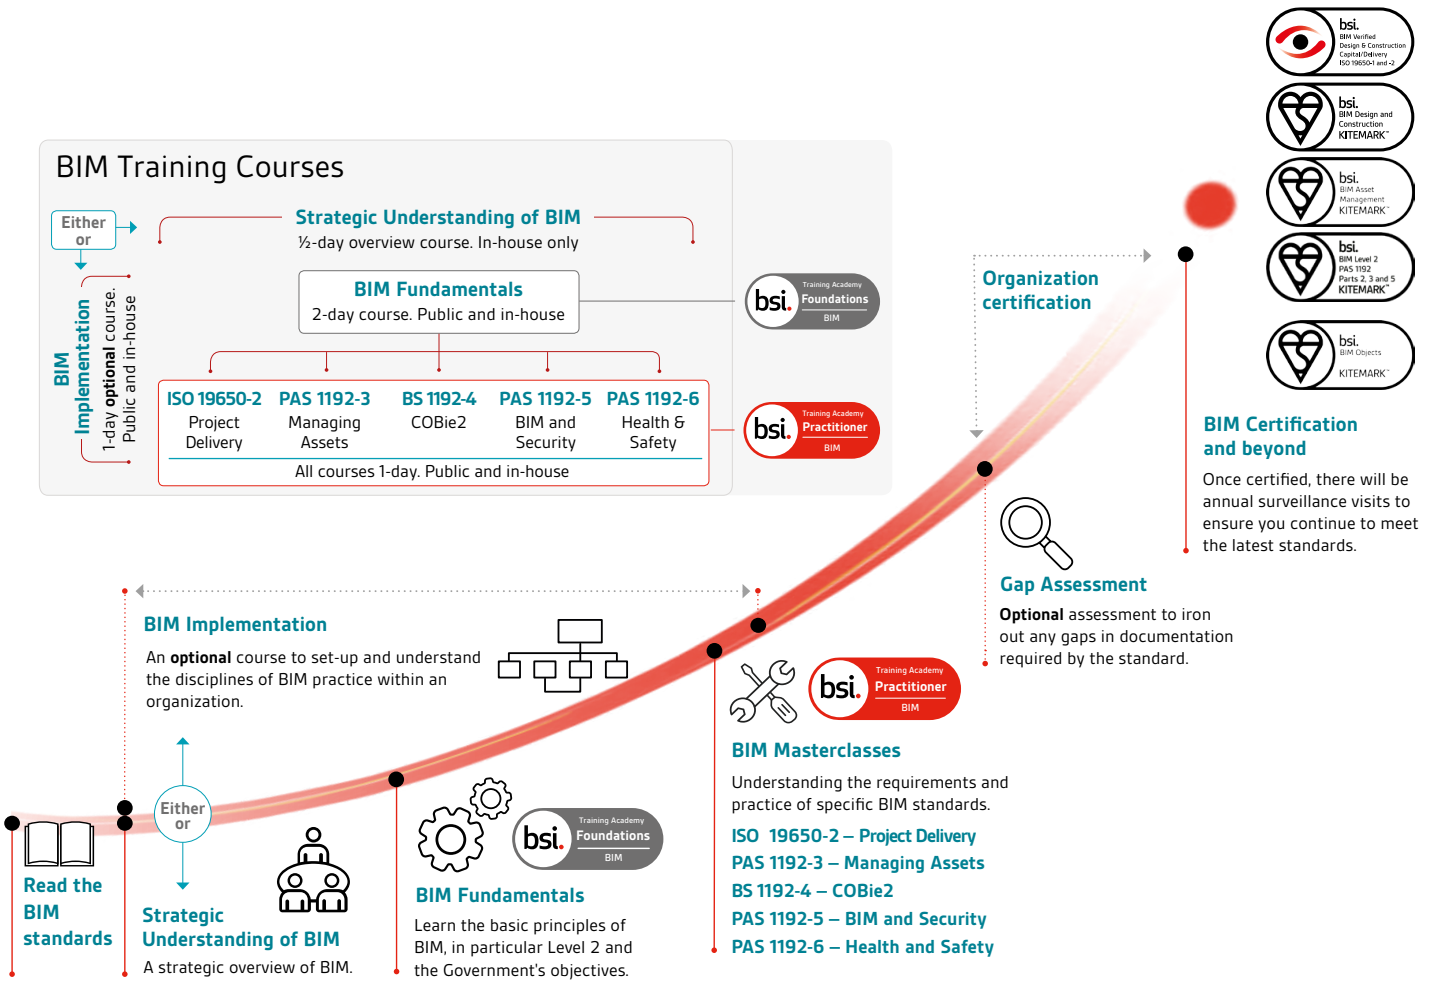 bsi.
BIM Verified
Design & Construction
Capital/Delivery
ISO 19650-1 and -2
bsi.
BIM Design and
Construction
KITEMARK™
bsi.
BIM Asset
Management
KITEMARK™
bsi.
BIM Level 2
PAS 1192
Parts 2, 3 and 5
KITEMARK™
bsi.
BIM Objects
KITEMARK™
BIM Training Courses
Either
or
Strategic Understanding of BIM
½-day overview course. In-house only
BIM
Implementation
1-day optional course.
Public and in-house
BIM Fundamentals
2-day course. Public and in-house
bsi.
Training Academy
Foundations
BIM
ISO 19650-2
Project
Delivery
PAS 1192-3
Managing
Assets
BS 1192-4
COBie2
PAS 1192-5
BIM and
Security
PAS 1192-6
Health &
Safety
All courses 1-day. Public and in-house
bsi.
Training Academy
Practitioner
BIM
Organization
certification
BIM Certification
and beyond
Once certified, there will be
annual surveillance visits to
ensure you continue to meet
the latest standards.
Gap Assessment
Optional assessment to iron
out any gaps in documentation
required by the standard.
BIM Implementation
An optional course to set-up and understand
the disciplines of BIM practice within an
organization.
Either
or
Read the
BIM
standards
Strategic
Understanding of BIM
A strategic overview of BIM.
bsi.
Training Academy
Foundations
BIM
BIM Fundamentals
Learn the basic principles of
BIM, in particular Level 2 and
the Government's objectives.
bsi.
Training Academy
Practitioner
BIM
BIM Masterclasses
Understanding the requirements and
practice of specific BIM standards.
ISO 19650-2 – Project Delivery
PAS 1192-3 – Managing Assets
BS 1192-4 – COBie2
PAS 1192-5 – BIM and Security
PAS 1192-6 – Health and Safety